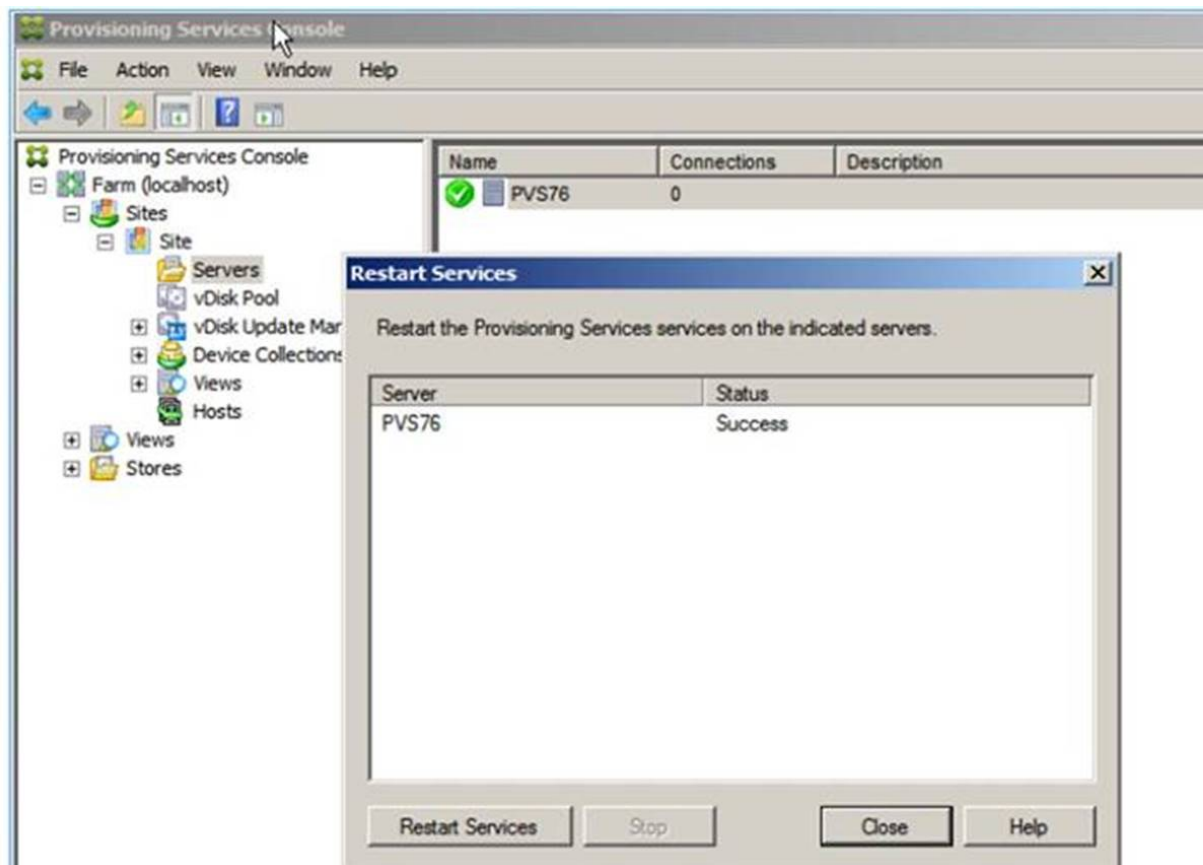 Provisioning Services Console
File Action View Window Help
Provisioning Services Console
Farm (localhost)
Sites
Site
Servers
vDisk Pool
vDisk Update Mar
Device Collections
Views
Hosts
Views
Stores
Name Connections Description
PVS76 0
Restart Services
Restart the Provisioning Services services on the indicated servers.
Server Status
PVS76 Success
Restart Services Stop Close Help